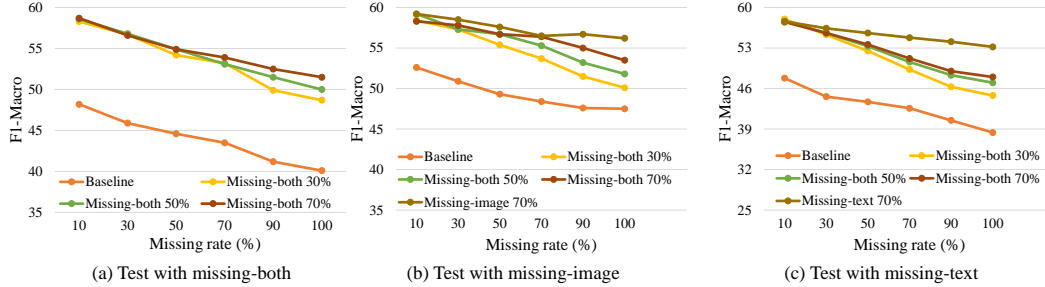 F1-Macro
60
55
50
45
40
35
10 30 50 70 90 100
Missing rate (%)
Baseline Missing-both 30%
Missing-both 50% Missing-both 70%
(a) Test with missing-both
F1-Macro
60
55
50
45
40
35
10 30 50 70 90 100
Missing rate (%)
Baseline Missing-both 30%
Missing-both 50% Missing-both 70%
Missing-image 70%
(b) Test with missing-image
F1-Macro
60
53
46
39
32
25
10 30 50 70 90 100
Missing rate (%)
Baseline Missing-both 30%
Missing-both 50% Missing-both 70%
Missing-text 70%
(c) Test with missing-text